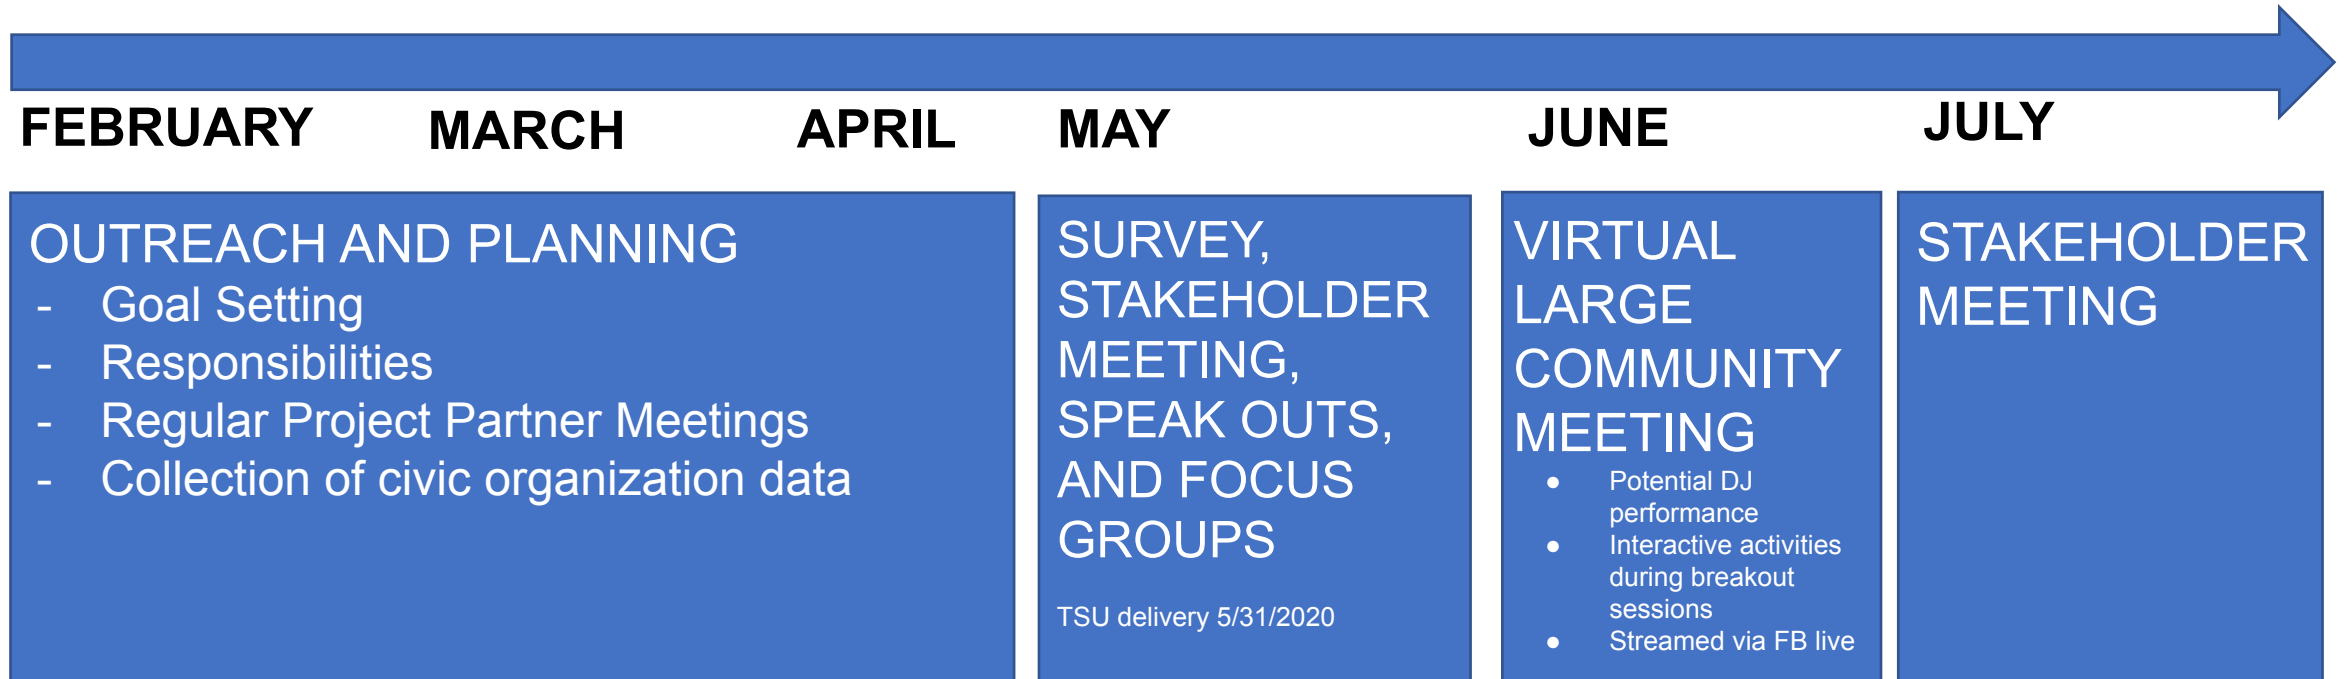 FEBRUARY MARCH APRIL MAY JUNE JULY
OUTREACH AND PLANNING
- Goal Setting
- Responsibilities
- Regular Project Partner Meetings
- Collection of civic organization data
SURVEY,
STAKEHOLDER
MEETING,
SPEAK OUTS,
AND FOCUS
GROUPS
TSU delivery 5/31/2020
VIRTUAL
LARGE
COMMUNITY
MEETING
● Potential DJ
performance
● Interactive activities
during breakout
sessions
● Streamed via FB live
STAKEHOLDER
MEETING